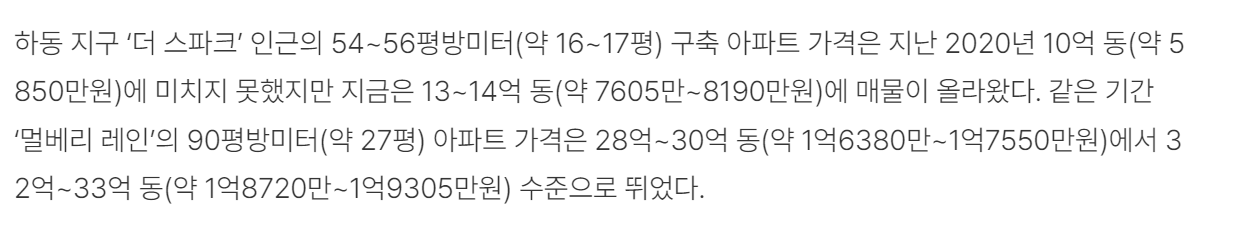 하동 지구 ‘더 스파크’ 인근의 54~56평방미터(약 16~17평) 구축 아파트 가격은 지난 2020년 10억 동(약 5
850만원)에 미치지 못했지만 지금은 13~14억 동(약 7605만~8190만원)에 매물이 올라왔다. 같은 기간
‘멀베리 레인’의 90평방미터(약 27평) 아파트 가격은 28억~30억 동(약 1억6380만~1억7550만원)에서 3
2억~33억 동(약 1억8720만~1억9305만원) 수준으로 뛰었다.